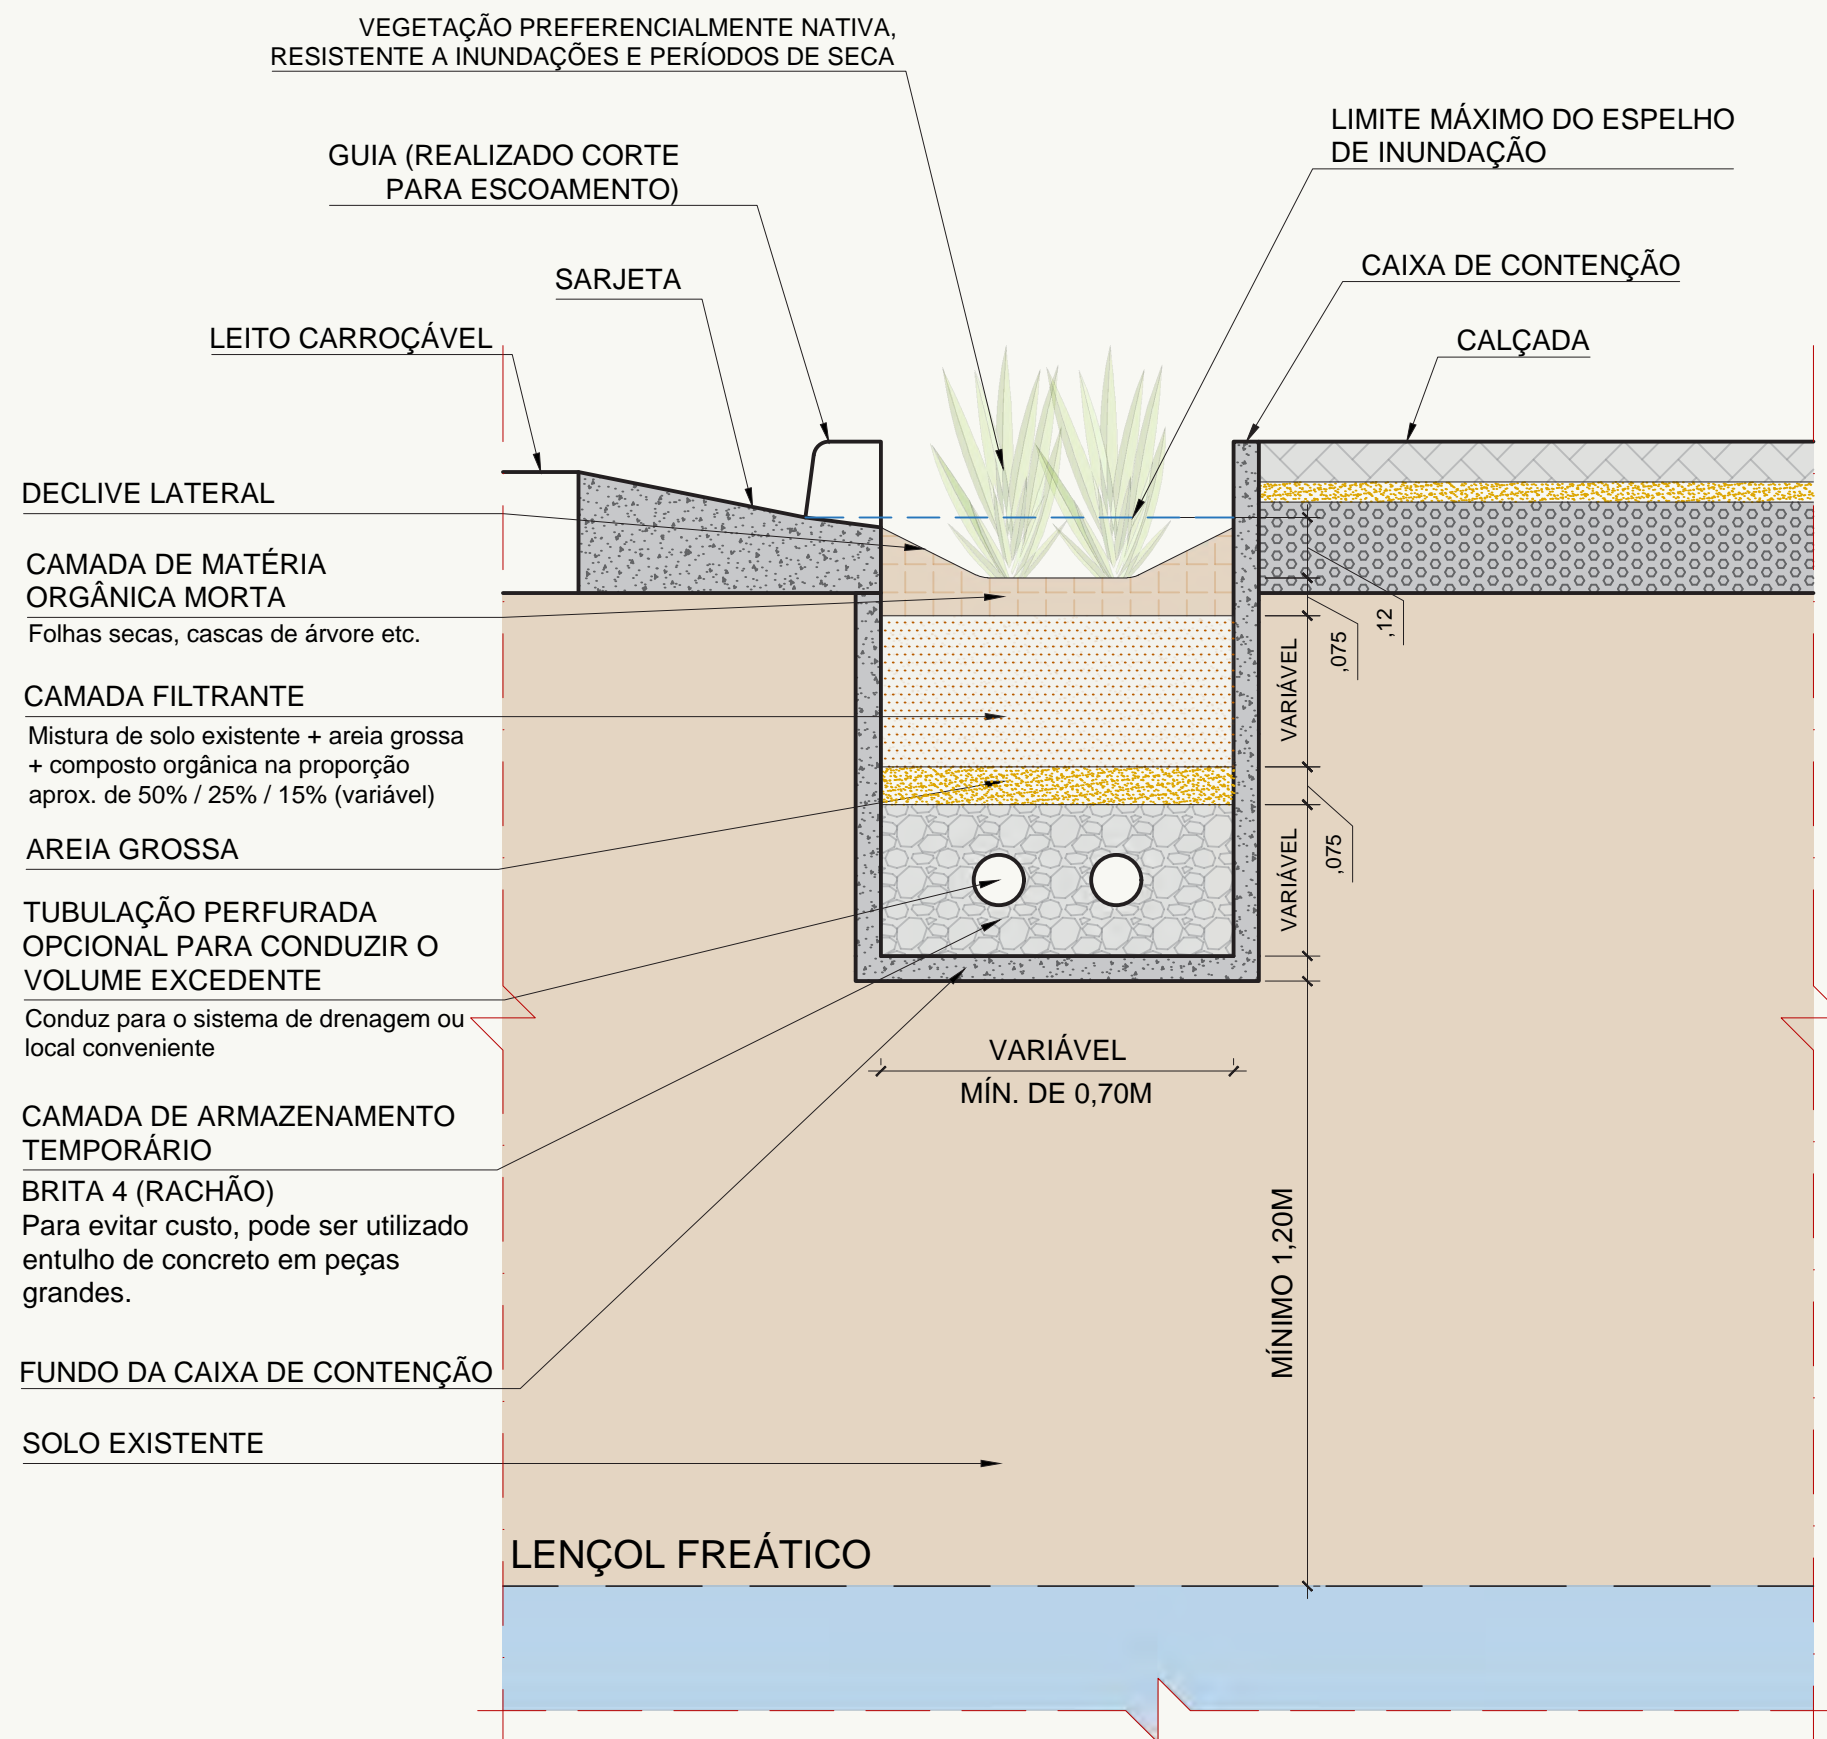 VEGETAÇÃO PREFERENCIALMENTE NATIVA,
RESISTENTE A INUNDAÇÕES E PERÍODOS DE SECA
LIMITE MÁXIMO DO ESPELHO
DE INUNDAÇÃO
GUIA (REALIZADO CORTE
PARA ESCOAMENTO)
CAIXA DE CONTENÇÃO
SARJETA
LEITO CARROÇÁVEL
CALÇADA
DECLIVE LATERAL
CAMADA DE MATÉRIA
ORGÂNICA MORTA
Folhas secas, cascas de árvore etc.
CAMADA FILTRANTE
Mistura de solo existente + areia grossa
+ composto orgânica na proporção
aprox. de 50% / 25% / 15% (variável)
AREIA GROSSA
TUBULAÇÃO PERFURADA
OPCIONAL PARA CONDUZIR O
VOLUME EXCEDENTE
Conduz para o sistema de drenagem ou
local conveniente
CAMADA DE ARMAZENAMENTO
TEMPORÁRIO
BRITA 4 (RACHÃO)
Para evitar custo, pode ser utilizado
entulho de concreto em peças
grandes.
FUNDO DA CAIXA DE CONTENÇÃO
SOLO EXISTENTE
,12
,075
VARIÁVEL
,075
VARIÁVEL
VARIÁVEL
MÍN. DE 0,70M
MÍNIMO 1,20M
LENÇOL FREÁTICO